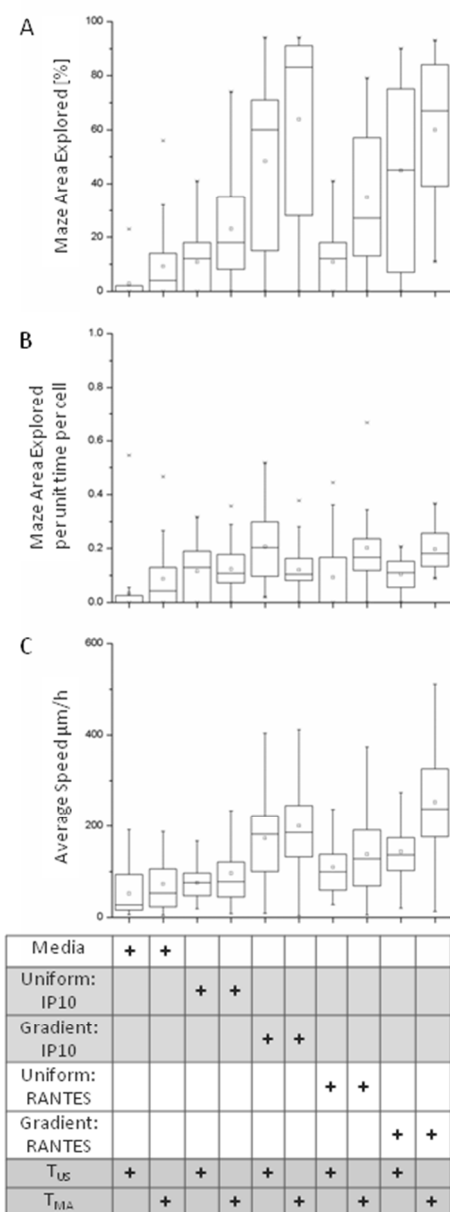 A
Maze Area Explored [%]
100
80
60
40
20
0
B
Maze Area Explored
per unit time per cell
1.0
0.8
0.6
0.4
0.2
0.0
C
Average Speed µm/h
600
400
200
0
Media + +
Uniform:
IP10 + +
Gradient:
IP10 + +
Uniform:
RANTES + +
Gradient:
RANTES + +
TUS + + + + +
TMA + + + + +